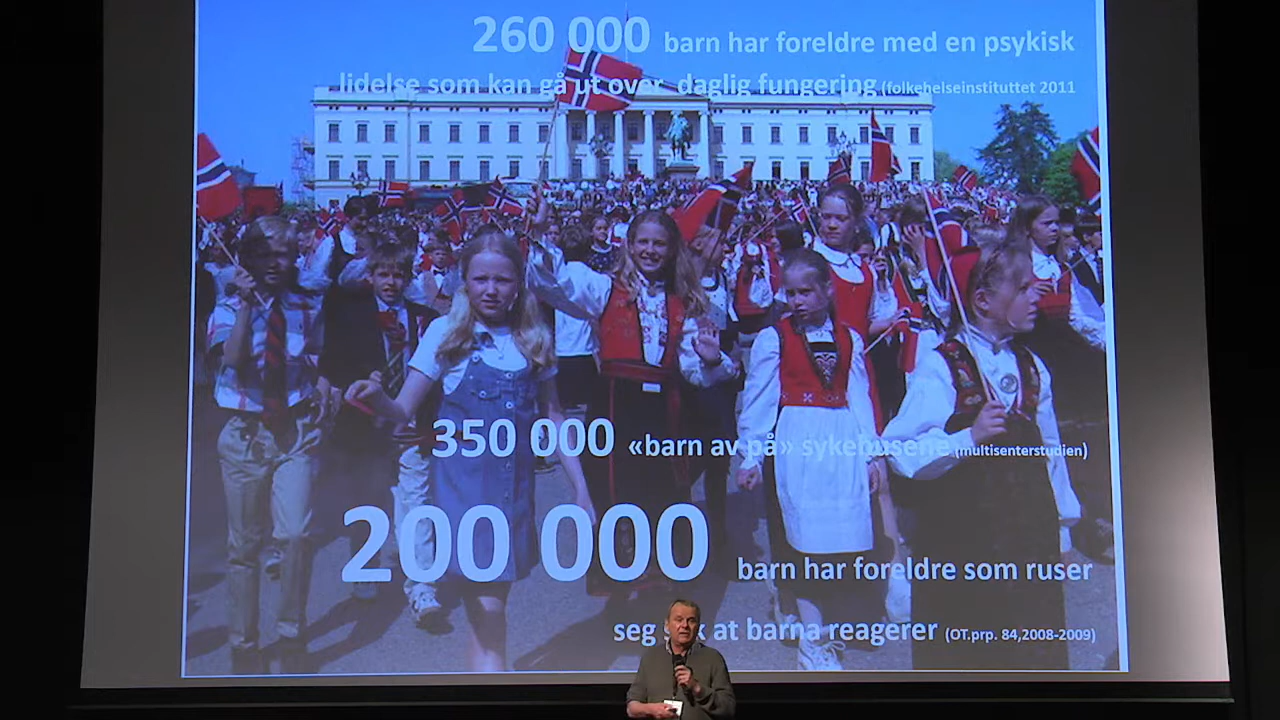 260 000 barn har foreldre med en psykisk
lidelse som kan gå ut over daglig fungering (folkehelseinstituttet 2011
350 000 «barn av på» sykehusene (multisenterstudien)
200 000 barn har foreldre som ruser
seg at barna reagerer (OT.prp. 84,2008-2009)